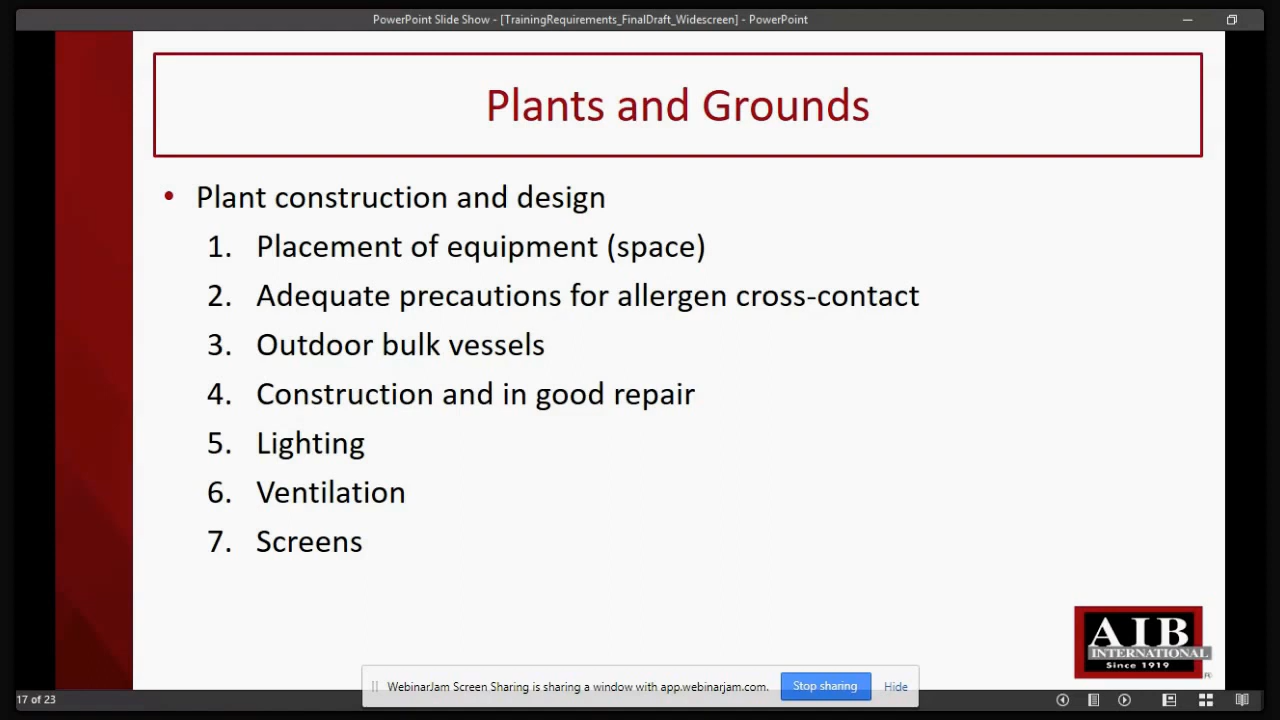 PowerPoint Slide Show - [TrainingRequirements_FinalDraft_Widescreen] - PowerPoint
Plants and Grounds
• Plant construction and design
1. Placement of equipment (space)
2. Adequate precautions for allergen cross-contact
3. Outdoor bulk vessels
4. Construction and in good repair
5. Lighting
6. Ventilation
7. Screens
AIB
INTERNATIONAL
Since 1919
®
WebinarJam Screen Sharing is sharing a window with app.webinarjam.com.
Stop sharing
Hide
17 of 23